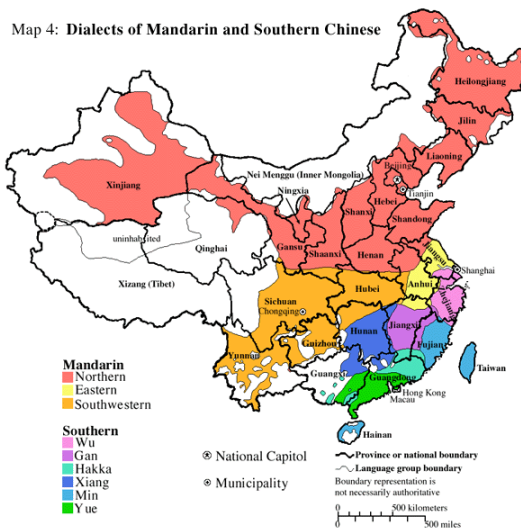 Map 4: Dialects of Mandarin and Southern Chinese
Heilongjiang
Jilin
Liaoning
Nei Menggu (Inner Mongolia)
Beijing
Tianjin
Xinjiang
Ningxia
Hebei
Shanxi
Shandong
uninhabited
Qinghai
Gansu
Shaanxi
Henan
Jiangsu
Shanghai
Xizang (Tibet)
Sichuan
Chongqing
Hubei
Anhui
Zhejiang
Hunan
Jiangxi
Yunnan
Guizhou
Fujian
Guangxi
Guangdong
Taiwan
Hong Kong
Macau
Hainan
Mandarin
Northern
Eastern
Southwestern
Southern
Wu
Gan
Hakka
Xiang
Min
Yue
National Capitol
Municipality
Province or national boundary
Language group boundary
Boundary representation is
not necessarily authoritative
0 500 kilometers
0 500 miles